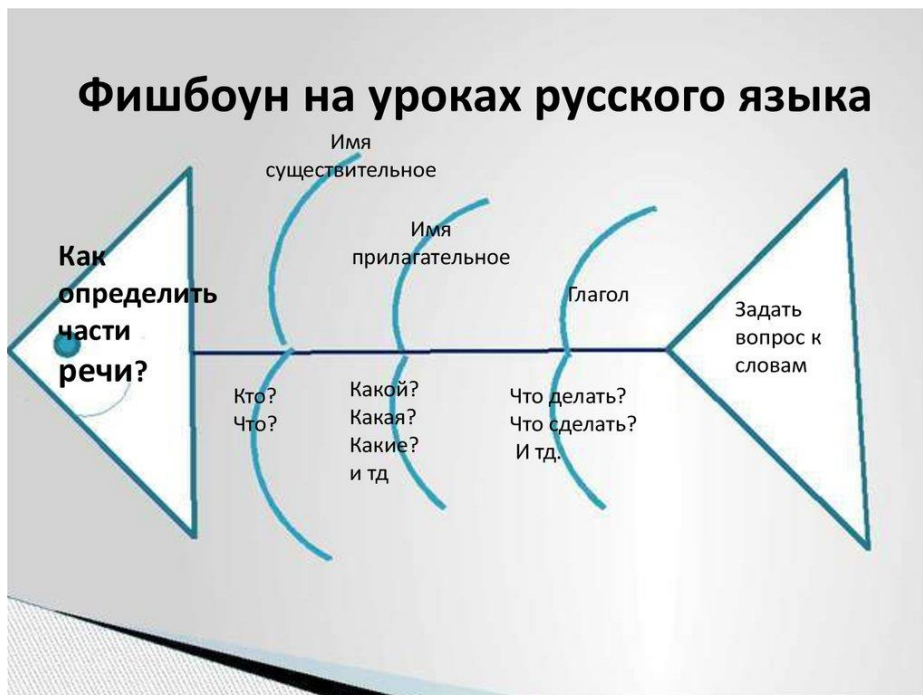 Фишбоун на уроках русского языка
Имя
существительное
Имя
прилагательное
Глагол
Как
определить
части
речи?
Задать
вопрос к
словам
Кто?
Что?
Какой?
Какая?
Какие?
и тд
Что делать?
Что сделать?
И тд.